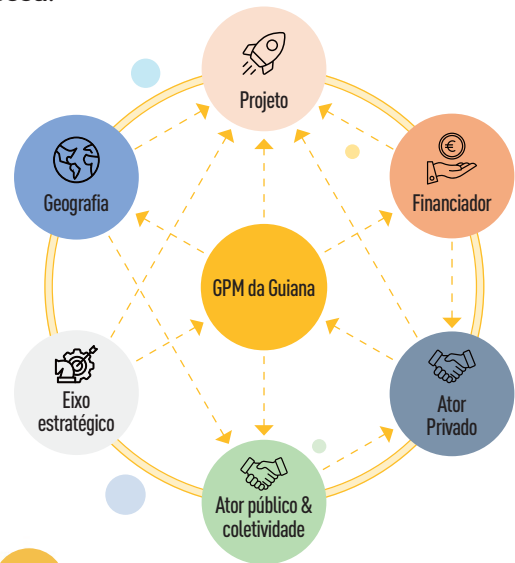 Projeto
Geografia
Financiador
€
GPM da Guiana
Eixo
estratégico
Ator
Privado
Ator público &
coletividade